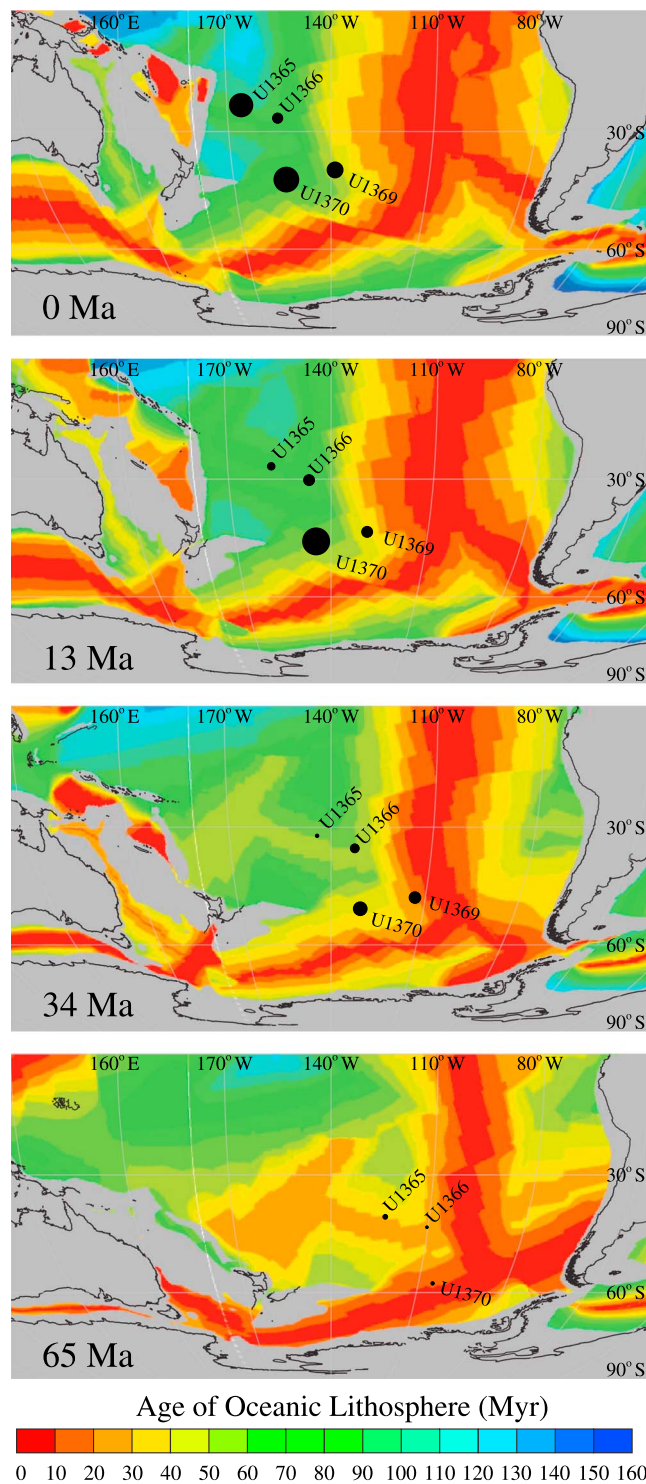 160°E 170°W 140°W 110°W 80°W
U1365
U1366
30°S
U1369
U1370
60°S
0 Ma
90°S
160°E 170°W 140°W 110°W 80°W
U1365
U1366
30°S
U1369
U1370
60°S
13 Ma
90°S
160°E 170°W 140°W 110°W 80°W
U1365
U1366
30°S
U1369
U1370
60°S
34 Ma
90°S
160°E 170°W 140°W 110°W 80°W
30°S
U1365
U1366
U1370
60°S
65 Ma
90°S
Age of Oceanic Lithosphere (Myr)
0 10 20 30 40 50 60 70 80 90 100 110 120 130 140 150 160